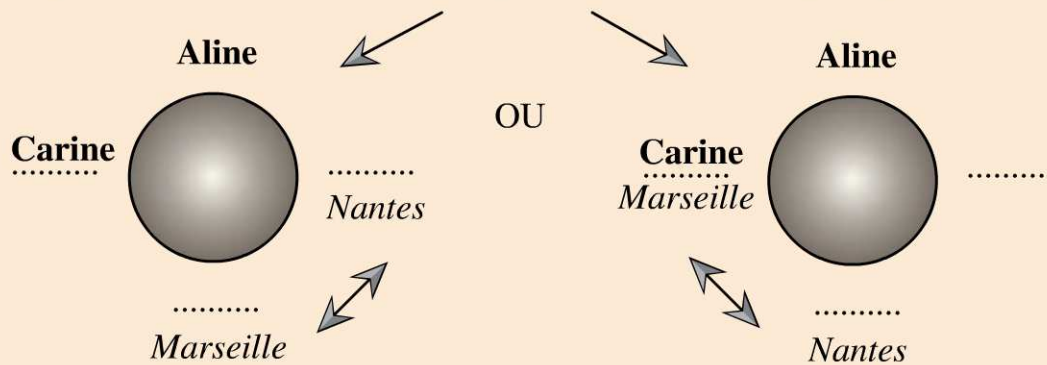 Aline
Aline
OU
Carine
..........
..........
Nantes
Carine
..........
Marseille
.........
..........
Marseille
..........
Nantes